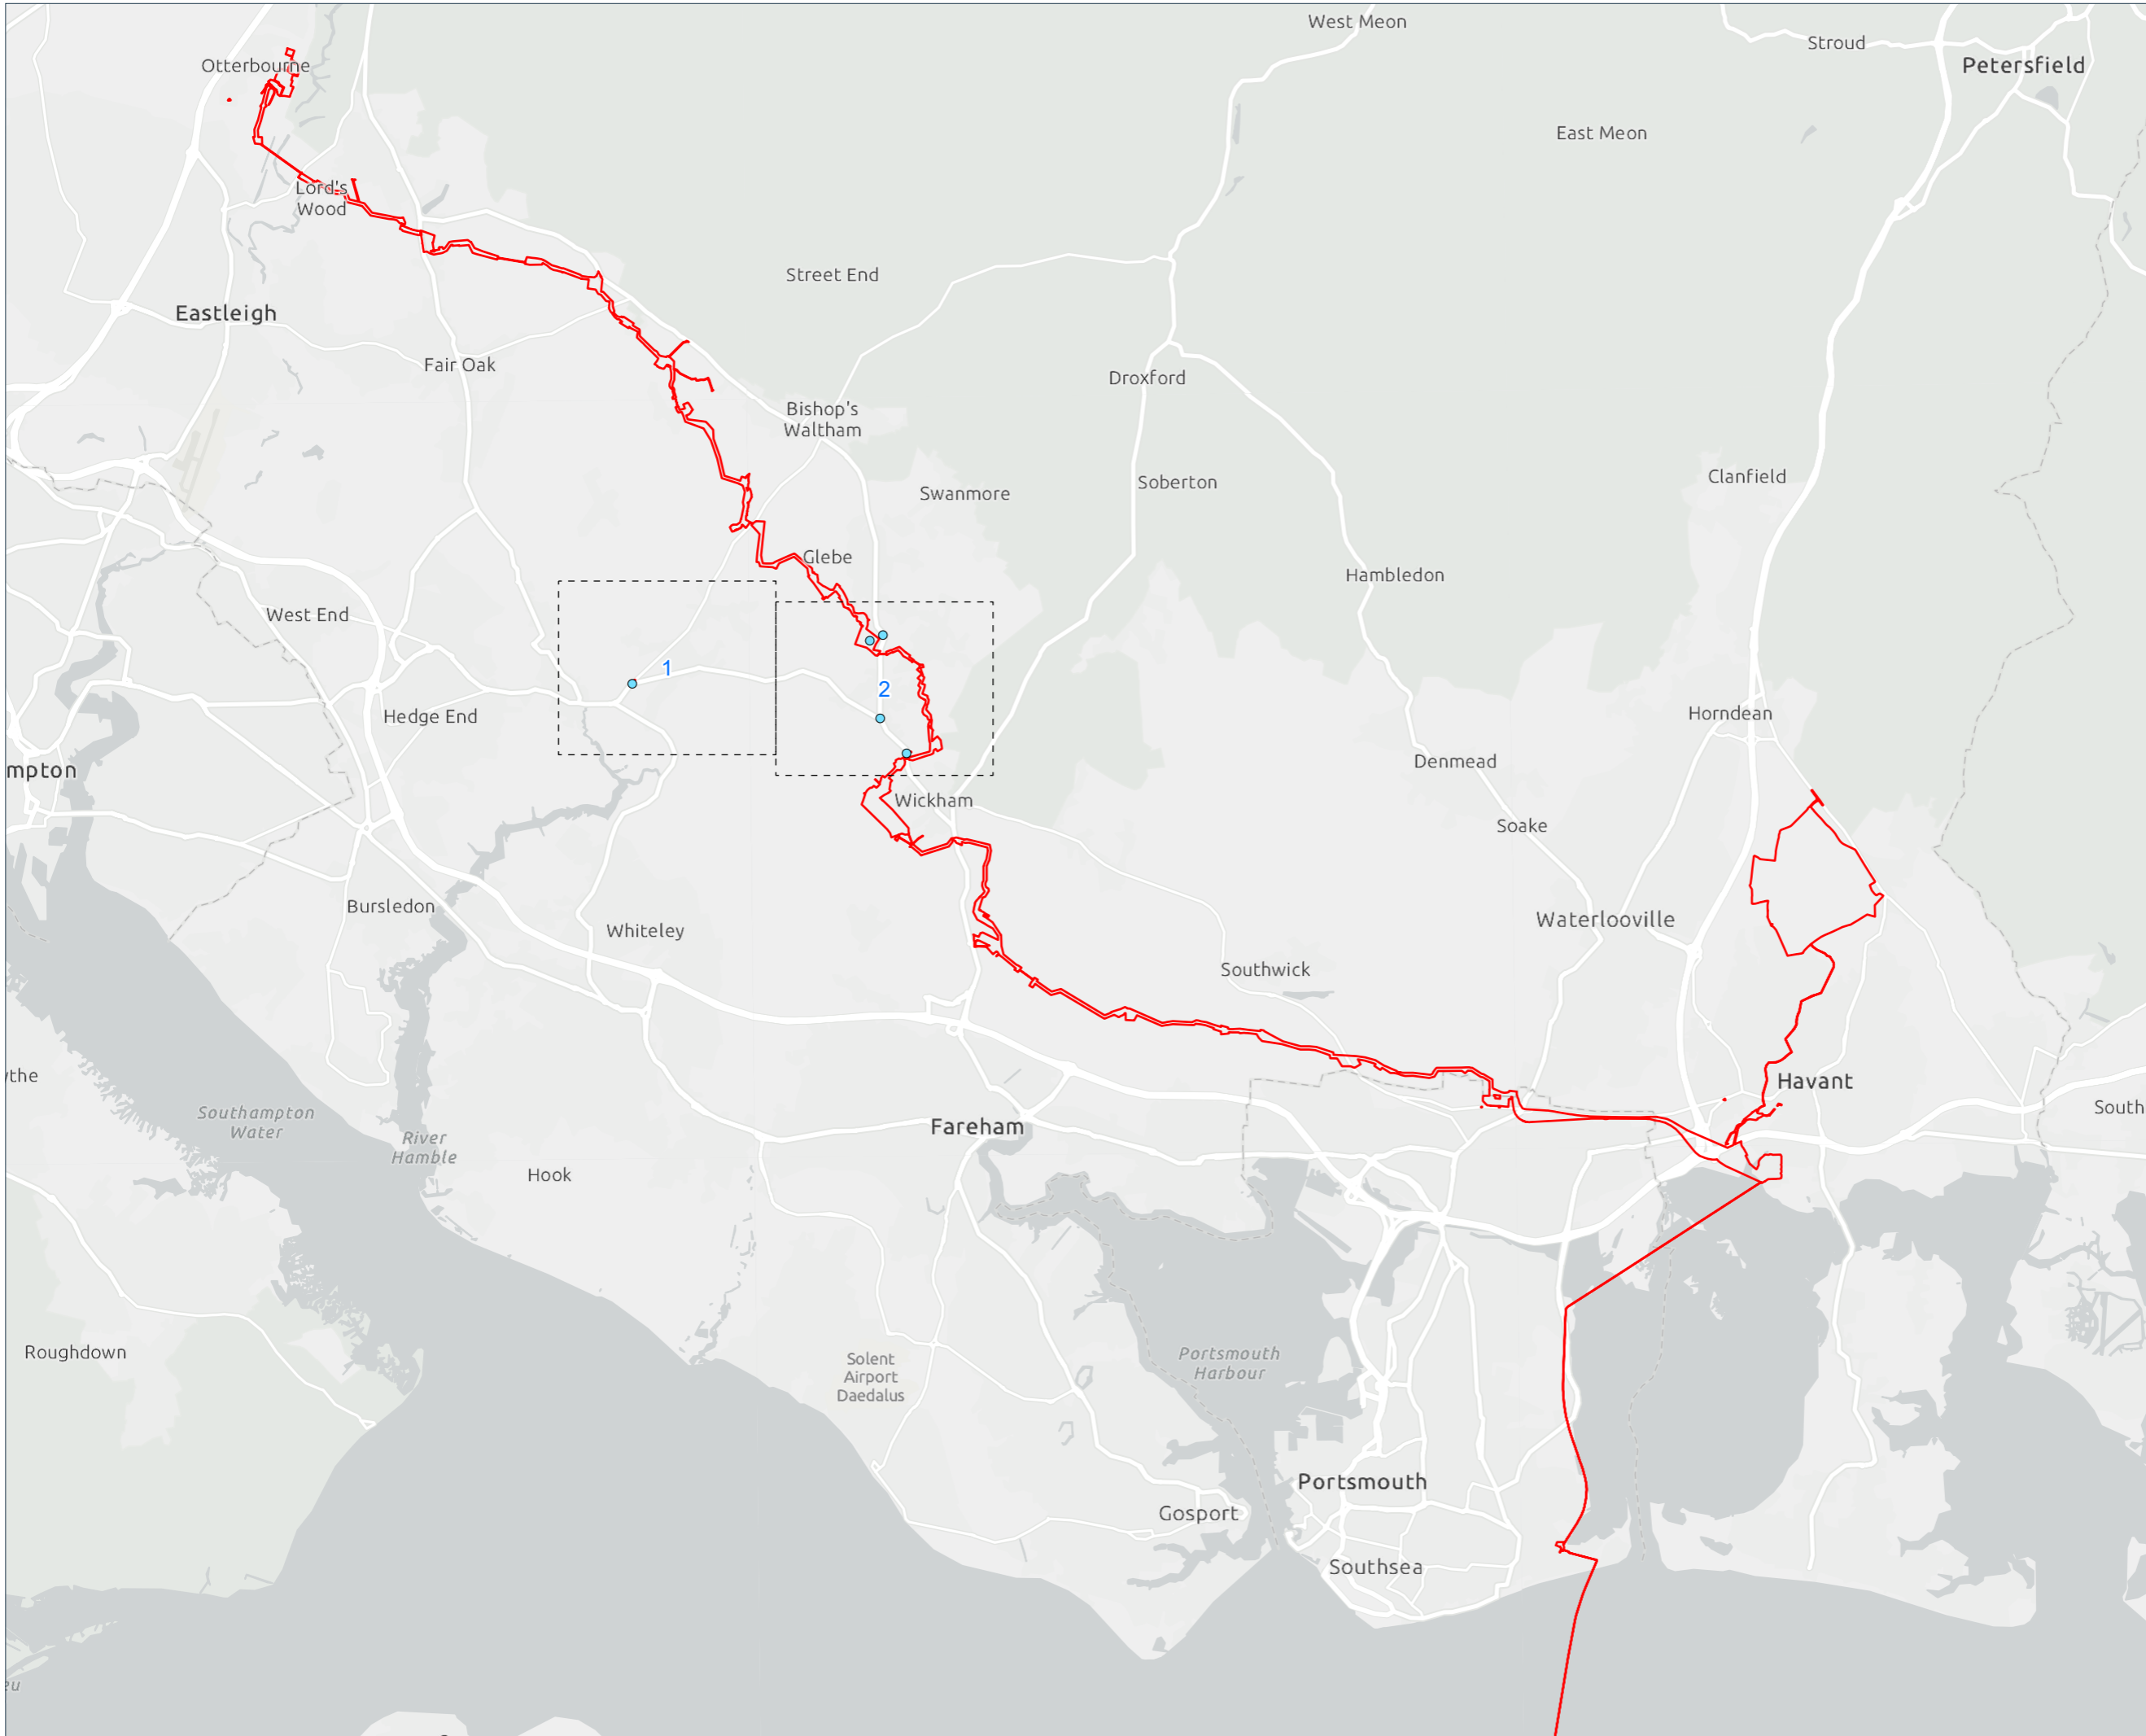 West Meon
Stroud
Otterbourne
Petersfield
East Meon
Lord's
Wood
Street End
Eastleigh
Fair Oak
Droxford
Bishop's
Waltham
Clanfield
Soberton
Swanmore
Glebe
Hambledon
West End
1
2
Hedge End
Horndean
Denmead
mpton
Wickham
Soake
Bursledon
Waterlooville
Whiteley
Southwick
ythe
Havant
South
Southampton
Water
Fareham
River
Hamble
Hook
Roughdown
Solent
Airport
Daedalus
Portsmouth
Harbour
Portsmouth
Gosport
Southsea
eu